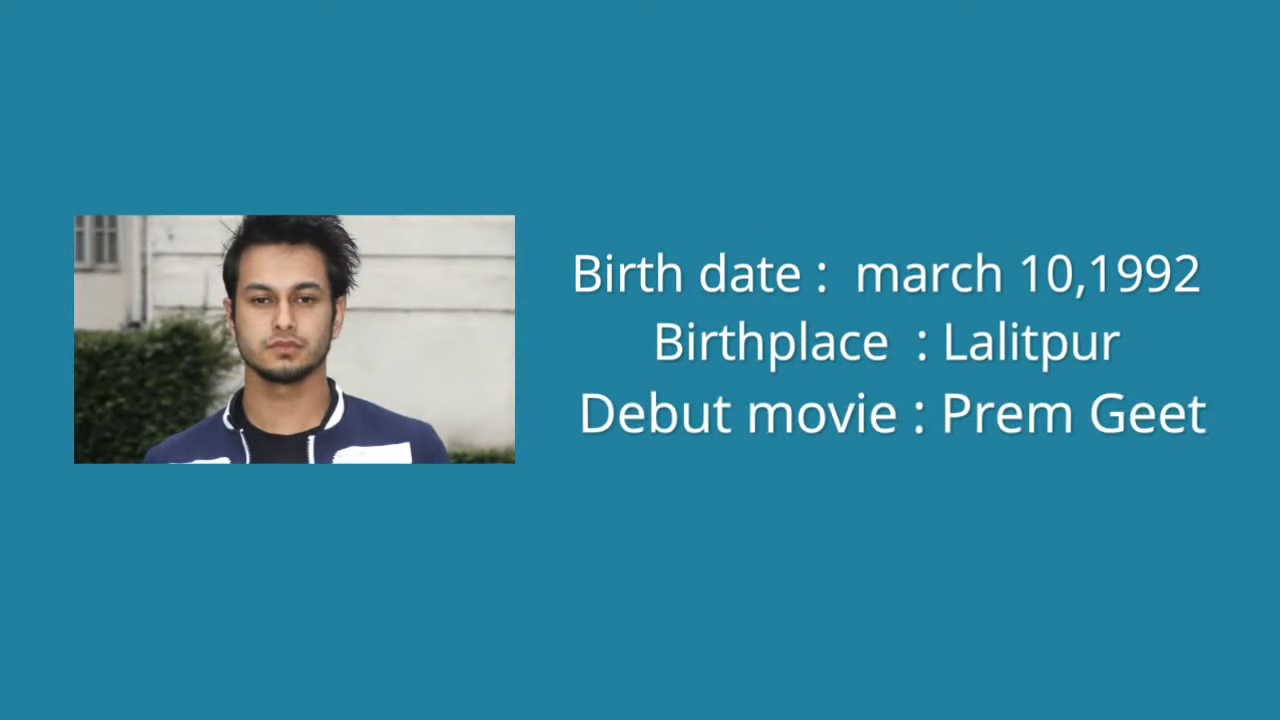 Birth date :  march 10,1992
Birthplace  : Lalitpur
Debut movie : Prem Geet